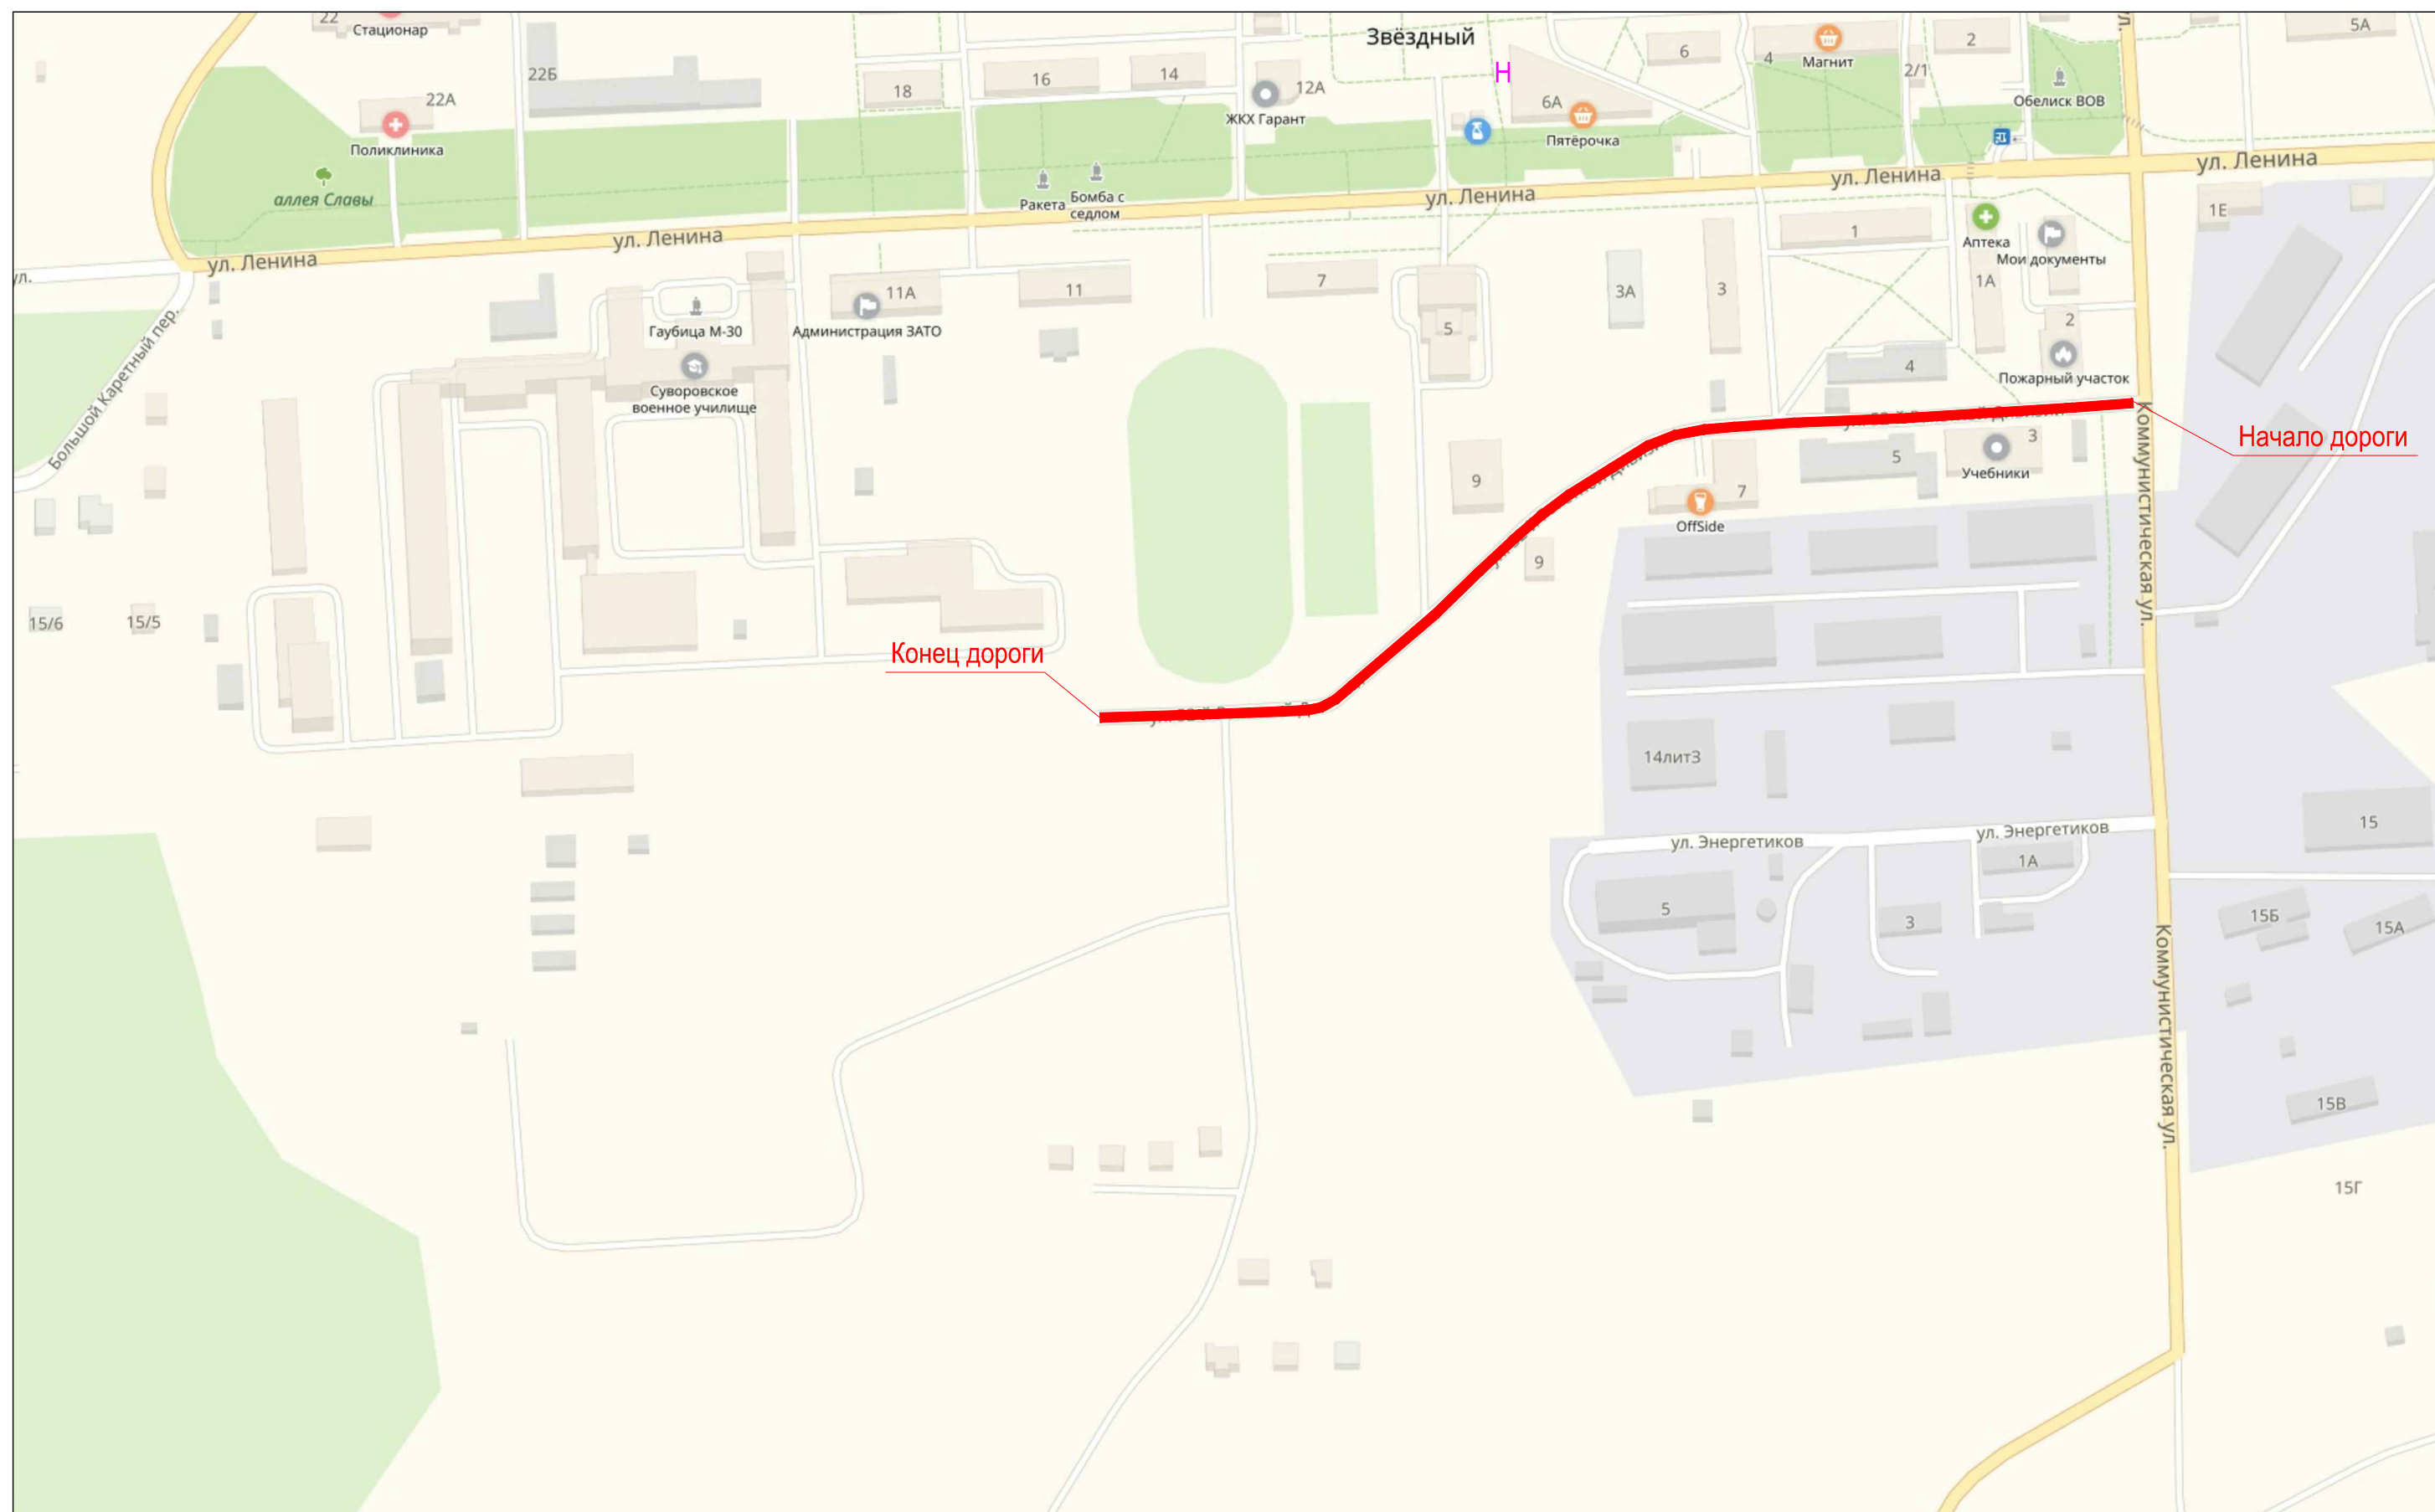 22
Стационар
22Б
22А
Поликлиника
аллея Славы
18
16
14
12А
ЖКХ Гарант
Ракета
Бомба с
седлом
Звёздный
Н
6А
Пятёрочка
6
4
Магнит
2/1
2
Обелиск ВОВ
5А
ул.
ул. Ленина
ул. Ленина
ул. Ленина
ул. Ленина
ул. Ленина
Большой Каретный пер.
Гаубица М-30
Суворовское
военное училище
11А
Администрация ЗАТО
11
7
5
3А
3
1
Аптека
1А
Мои документы
2
Пожарный участок
1Е
4
Начало дороги
5
3
Учебники
7
OffSide
9
9
Коммунистическая ул.
15/6
15/5
Конец дороги
14лит3
ул. Энергетиков
ул. Энергетиков
1А
5
3
15
15Б
15А
Коммунистическая ул.
15В
15Г